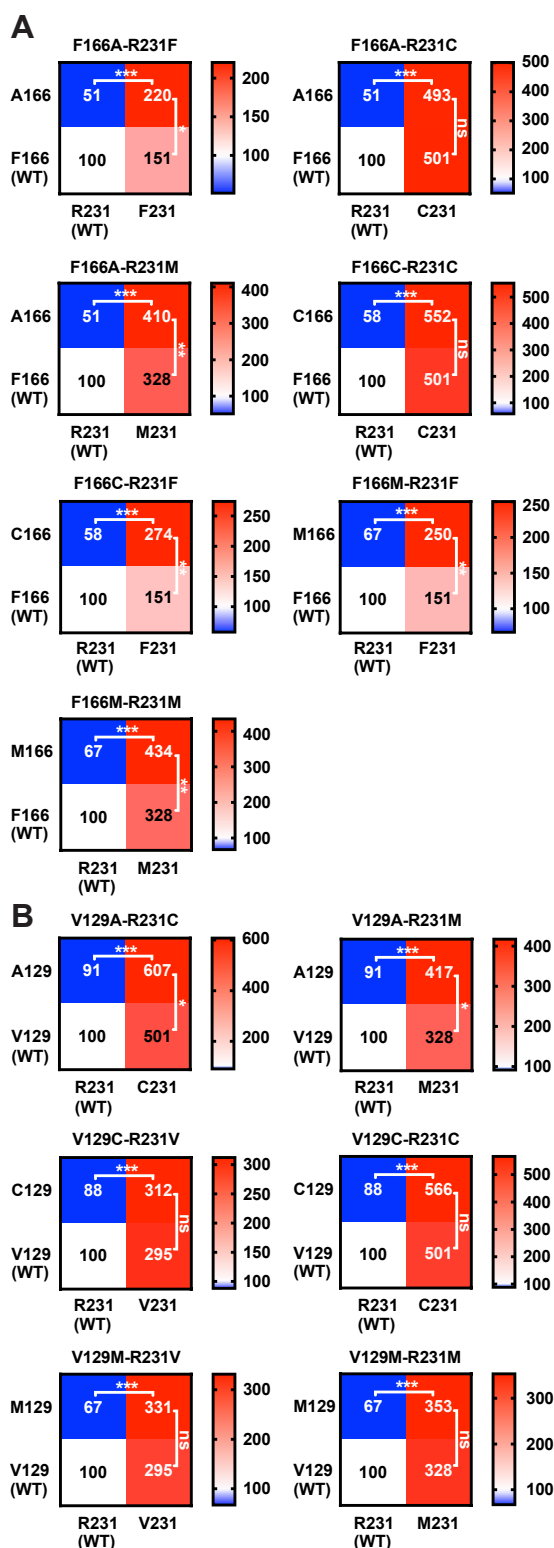 A
F166A-R231F
A166 51 *** 220 * 200
F166 (WT) 100 151 150
100
R231 (WT) F231
F166A-R231C
A166 51 *** 493 ns 500
F166 (WT) 100 501 400
300
200
100
R231 (WT) C231
F166A-R231M
A166 51 *** 410 ** 400
F166 (WT) 100 328 300
200
100
R231 (WT) M231
F166C-R231C
C166 58 *** 552 ns 500
F166 (WT) 100 501 400
300
200
100
R231 (WT) C231
F166C-R231F
C166 58 *** 274 ** 250
F166 (WT) 100 151 200
150
100
R231 (WT) F231
F166M-R231F
M166 67 *** 250 ** 250
F166 (WT) 100 151 200
150
100
R231 (WT) F231
F166M-R231M
M166 67 *** 434 ** 400
F166 (WT) 100 328 300
200
100
R231 (WT) M231
B
V129A-R231C
A129 91 *** 607 * 600
V129 (WT) 100 501 400
200
R231 (WT) C231
V129A-R231M
A129 91 *** 417 * 400
V129 (WT) 100 328 300
200
100
R231 (WT) M231
V129C-R231V
C129 88 *** 312 ns 300
V129 (WT) 100 295 250
200
150
100
R231 (WT) V231
V129C-R231C
C129 88 *** 566 ns 500
V129 (WT) 100 501 400
300
200
100
R231 (WT) C231
V129M-R231V
M129 67 *** 331 ns 300
V129 (WT) 100 295 200
100
R231 (WT) V231
V129M-R231M
M129 67 *** 353 ns 300
V129 (WT) 100 328 200
100
R231 (WT) M231